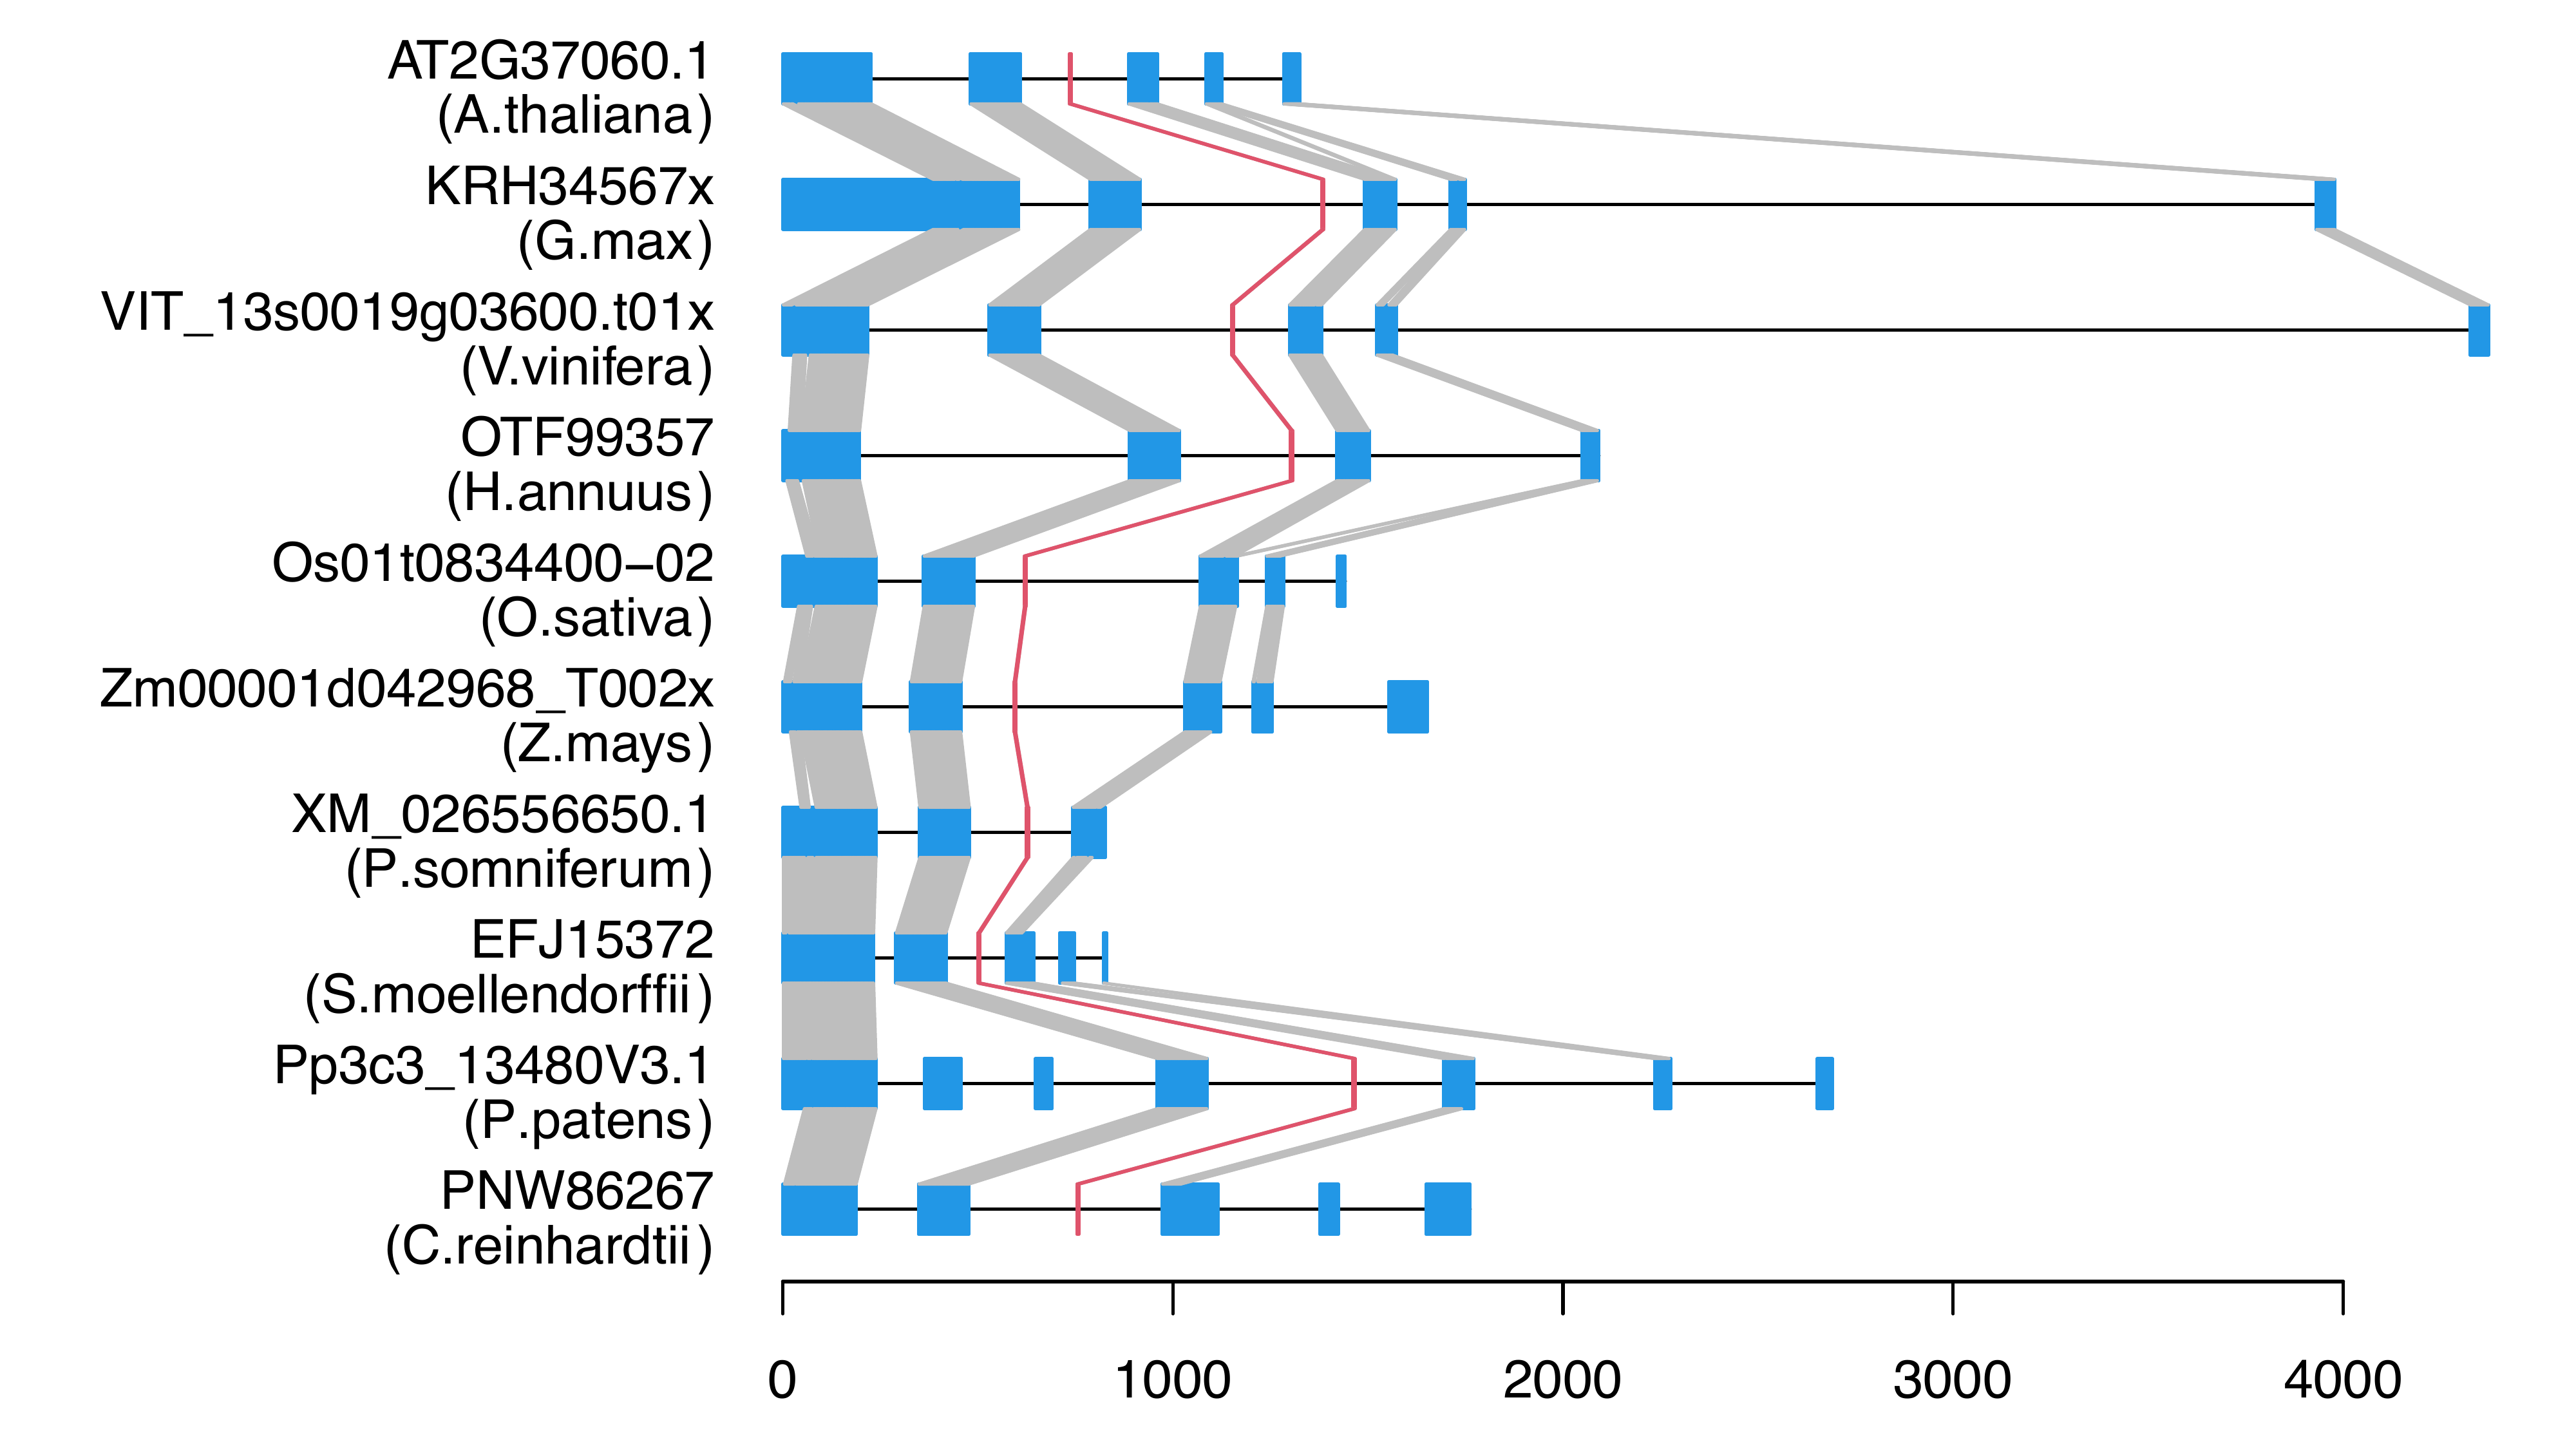 AT2G37060.1
(A.thaliana)
KRH34567x
(G.max)
VIT_13s0019g03600.t01x
(V.vinifera)
OTF99357
(H.annuus)
Os01t0834400−02
(O.sativa)
Zm00001d042968_T002x
(Z.mays)
XM_026556650.1
(P.somniferum)
EFJ15372
(S.moellendorffii)
Pp3c3_13480V3.1
(P.patens)
PNW86267
(C.reinhardtii)
0 1000 2000 3000 4000